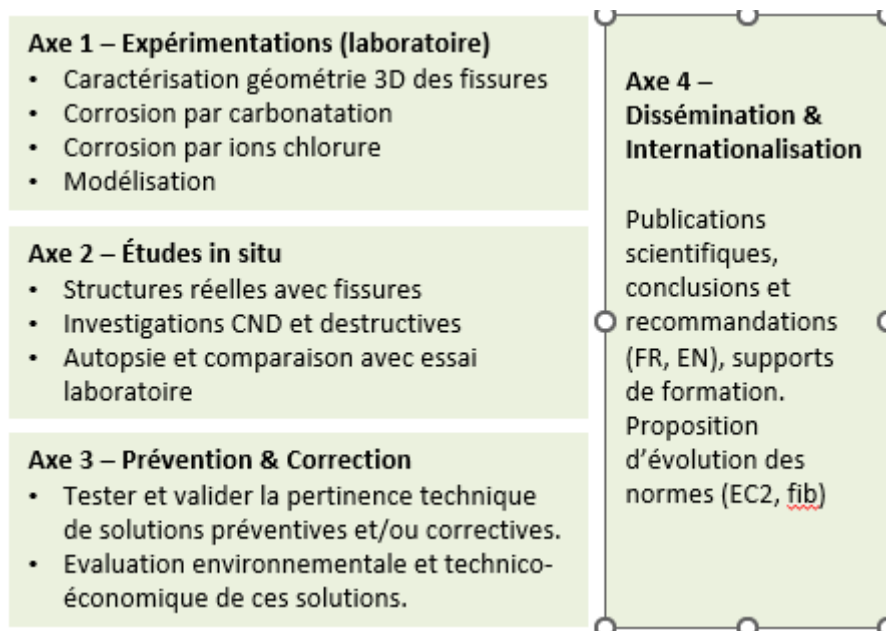 Axe 1 – Expérimentations (laboratoire)
• Caractérisation géométrie 3D des fissures
• Corrosion par carbonatation
• Corrosion par ions chlorure
• Modélisation
Axe 2 – Études in situ
• Structures réelles avec fissures
• Investigations CND et destructives
• Autopsie et comparaison avec essai
laboratoire
Axe 3 – Prévention & Correction
• Tester et valider la pertinence technique
de solutions préventives et/ou correctives.
• Evaluation environnementale et technico-
économique de ces solutions.
Axe 4 –
Dissémination &
Internationalisation
Publications
scientifiques,
conclusions et
recommandations
(FR, EN), supports
de formation.
Proposition
d’évolution des
normes (EC2, fib)